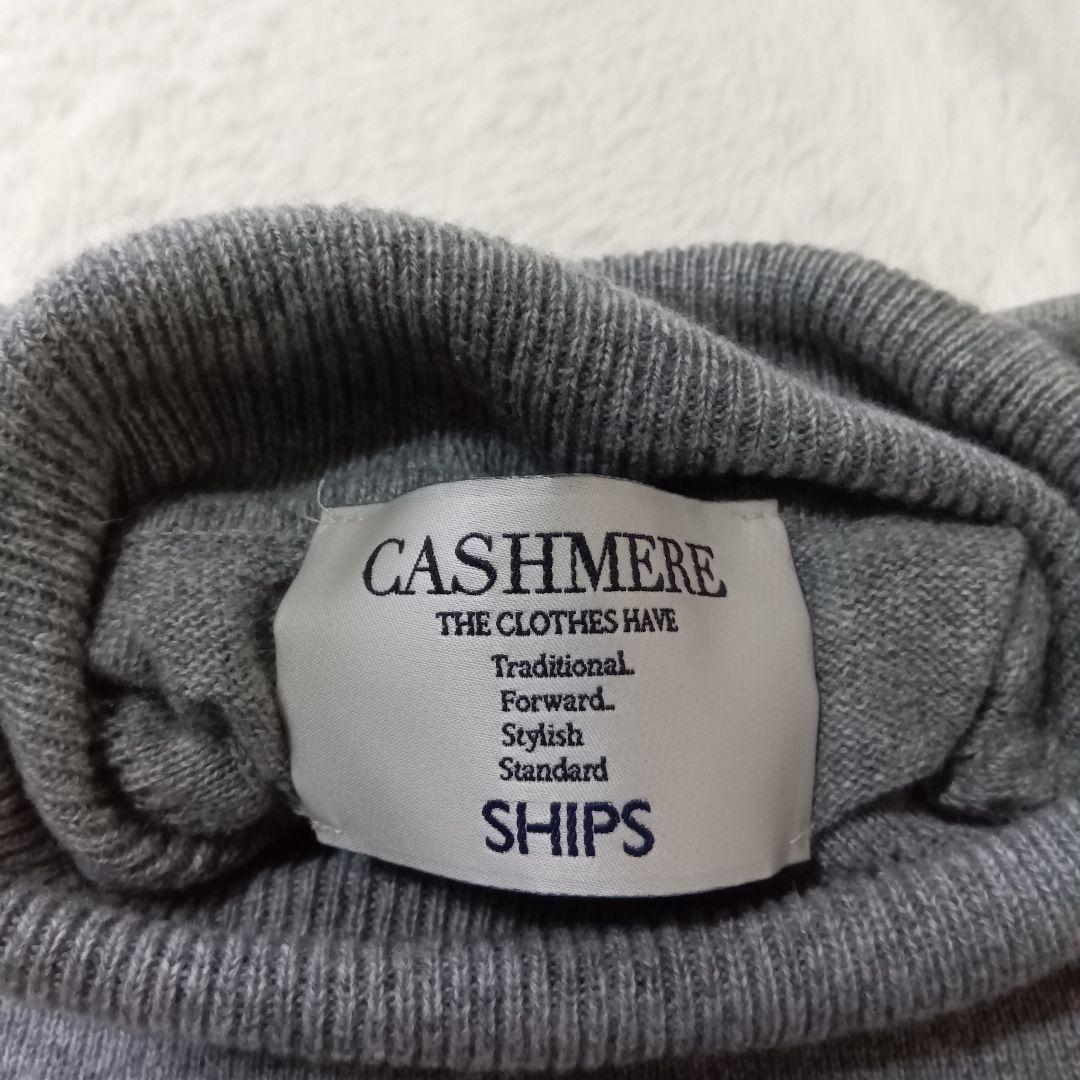 CASHMERE
THE CLOTHES HAVE
Traditional..
Forward..
Stylish
Standard
SHIPS